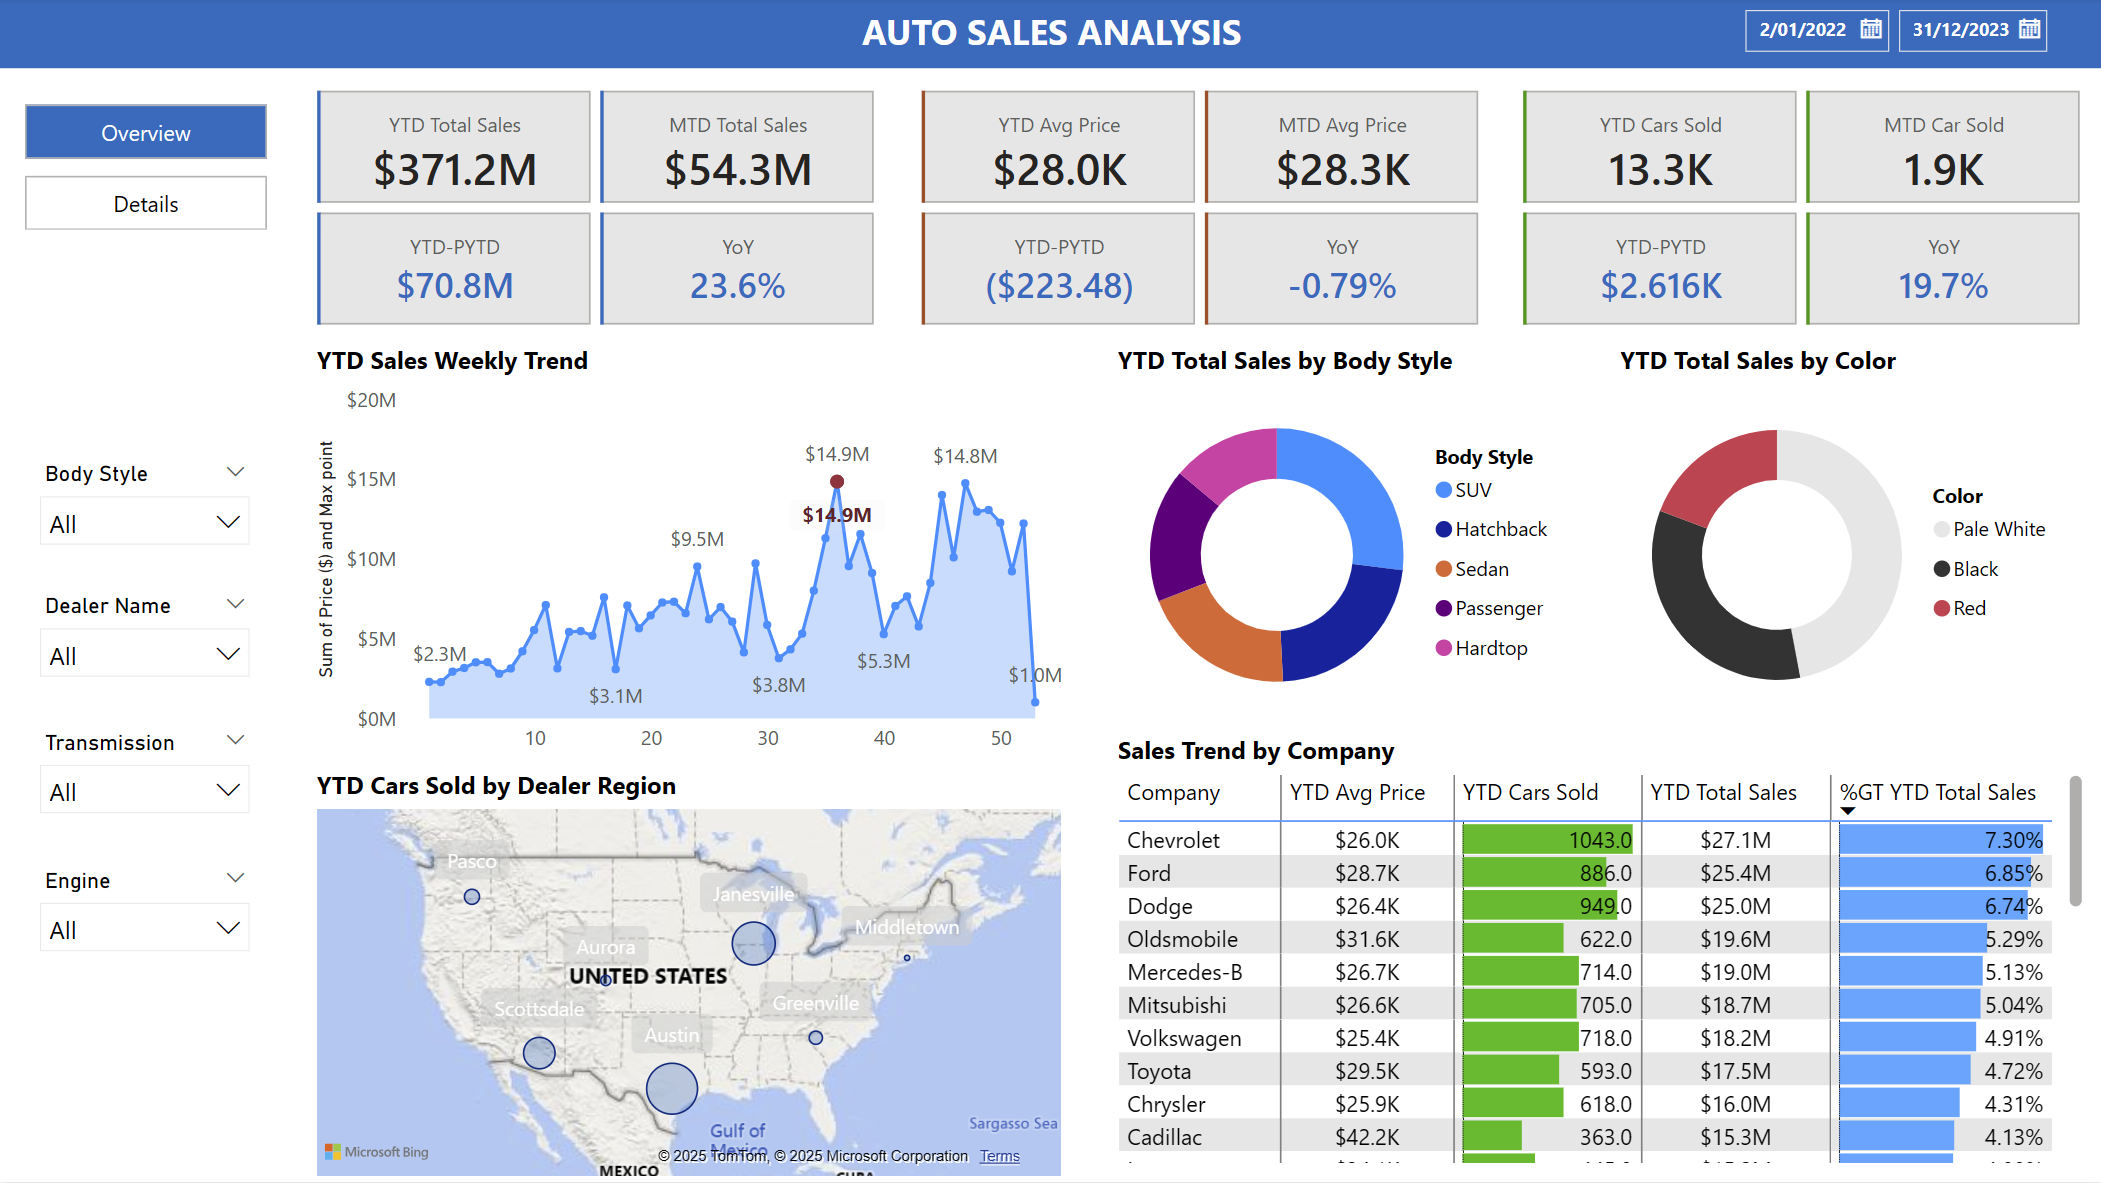 AUTO SALES ANALYSIS
2/01/2022
31/12/2023
Overview
Details
YTD Total Sales
$371.2M
MTD Total Sales
$54.3M
YTD Avg Price
$28.0K
MTD Avg Price
$28.3K
YTD Cars Sold
13.3K
MTD Car Sold
1.9K
YTD-PYTD
$70.8M
YoY
23.6%
YTD-PYTD
($223.48)
YoY
-0.79%
YTD-PYTD
$2.616K
YoY
19.7%
Body Style
All
Dealer Name
All
Transmission
All
Engine
All
YTD Sales Weekly Trend
Sum of Price ($) and Max point
$20M
$15M
$10M
$5M
$0M
$2.3M
$3.1M
$9.5M
$3.8M
$14.9M
$14.9M
$5.3M
$14.8M
$1.0M
10 20 30 40 50
YTD Total Sales by Body Style
Body Style
SUV
Hatchback
Sedan
Passenger
Hardtop
YTD Total Sales by Color
Color
Pale White
Black
Red
YTD Cars Sold by Dealer Region
Pasco
Janesville
Middletown
Aurora
UNITED STATES
Scottsdale
Greenville
Austin
Sargasso Sea
Gulf of
Mexico
Microsoft Bing
© 2025 TomTom, © 2025 Microsoft Corporation Terms
MEXICO
CUBA
Sales Trend by Company
Company YTD Avg Price YTD Cars Sold YTD Total Sales %GT YTD Total Sales
Chevrolet $26.0K 1043.0 $27.1M 7.30%
Ford $28.7K 886.0 $25.4M 6.85%
Dodge $26.4K 949.0 $25.0M 6.74%
Oldsmobile $31.6K 622.0 $19.6M 5.29%
Mercedes-B $26.7K 714.0 $19.0M 5.13%
Mitsubishi $26.6K 705.0 $18.7M 5.04%
Volkswagen $25.4K 718.0 $18.2M 4.91%
Toyota $29.5K 593.0 $17.5M 4.72%
Chrysler $25.9K 618.0 $16.0M 4.31%
Cadillac $42.2K 363.0 $15.3M 4.13%